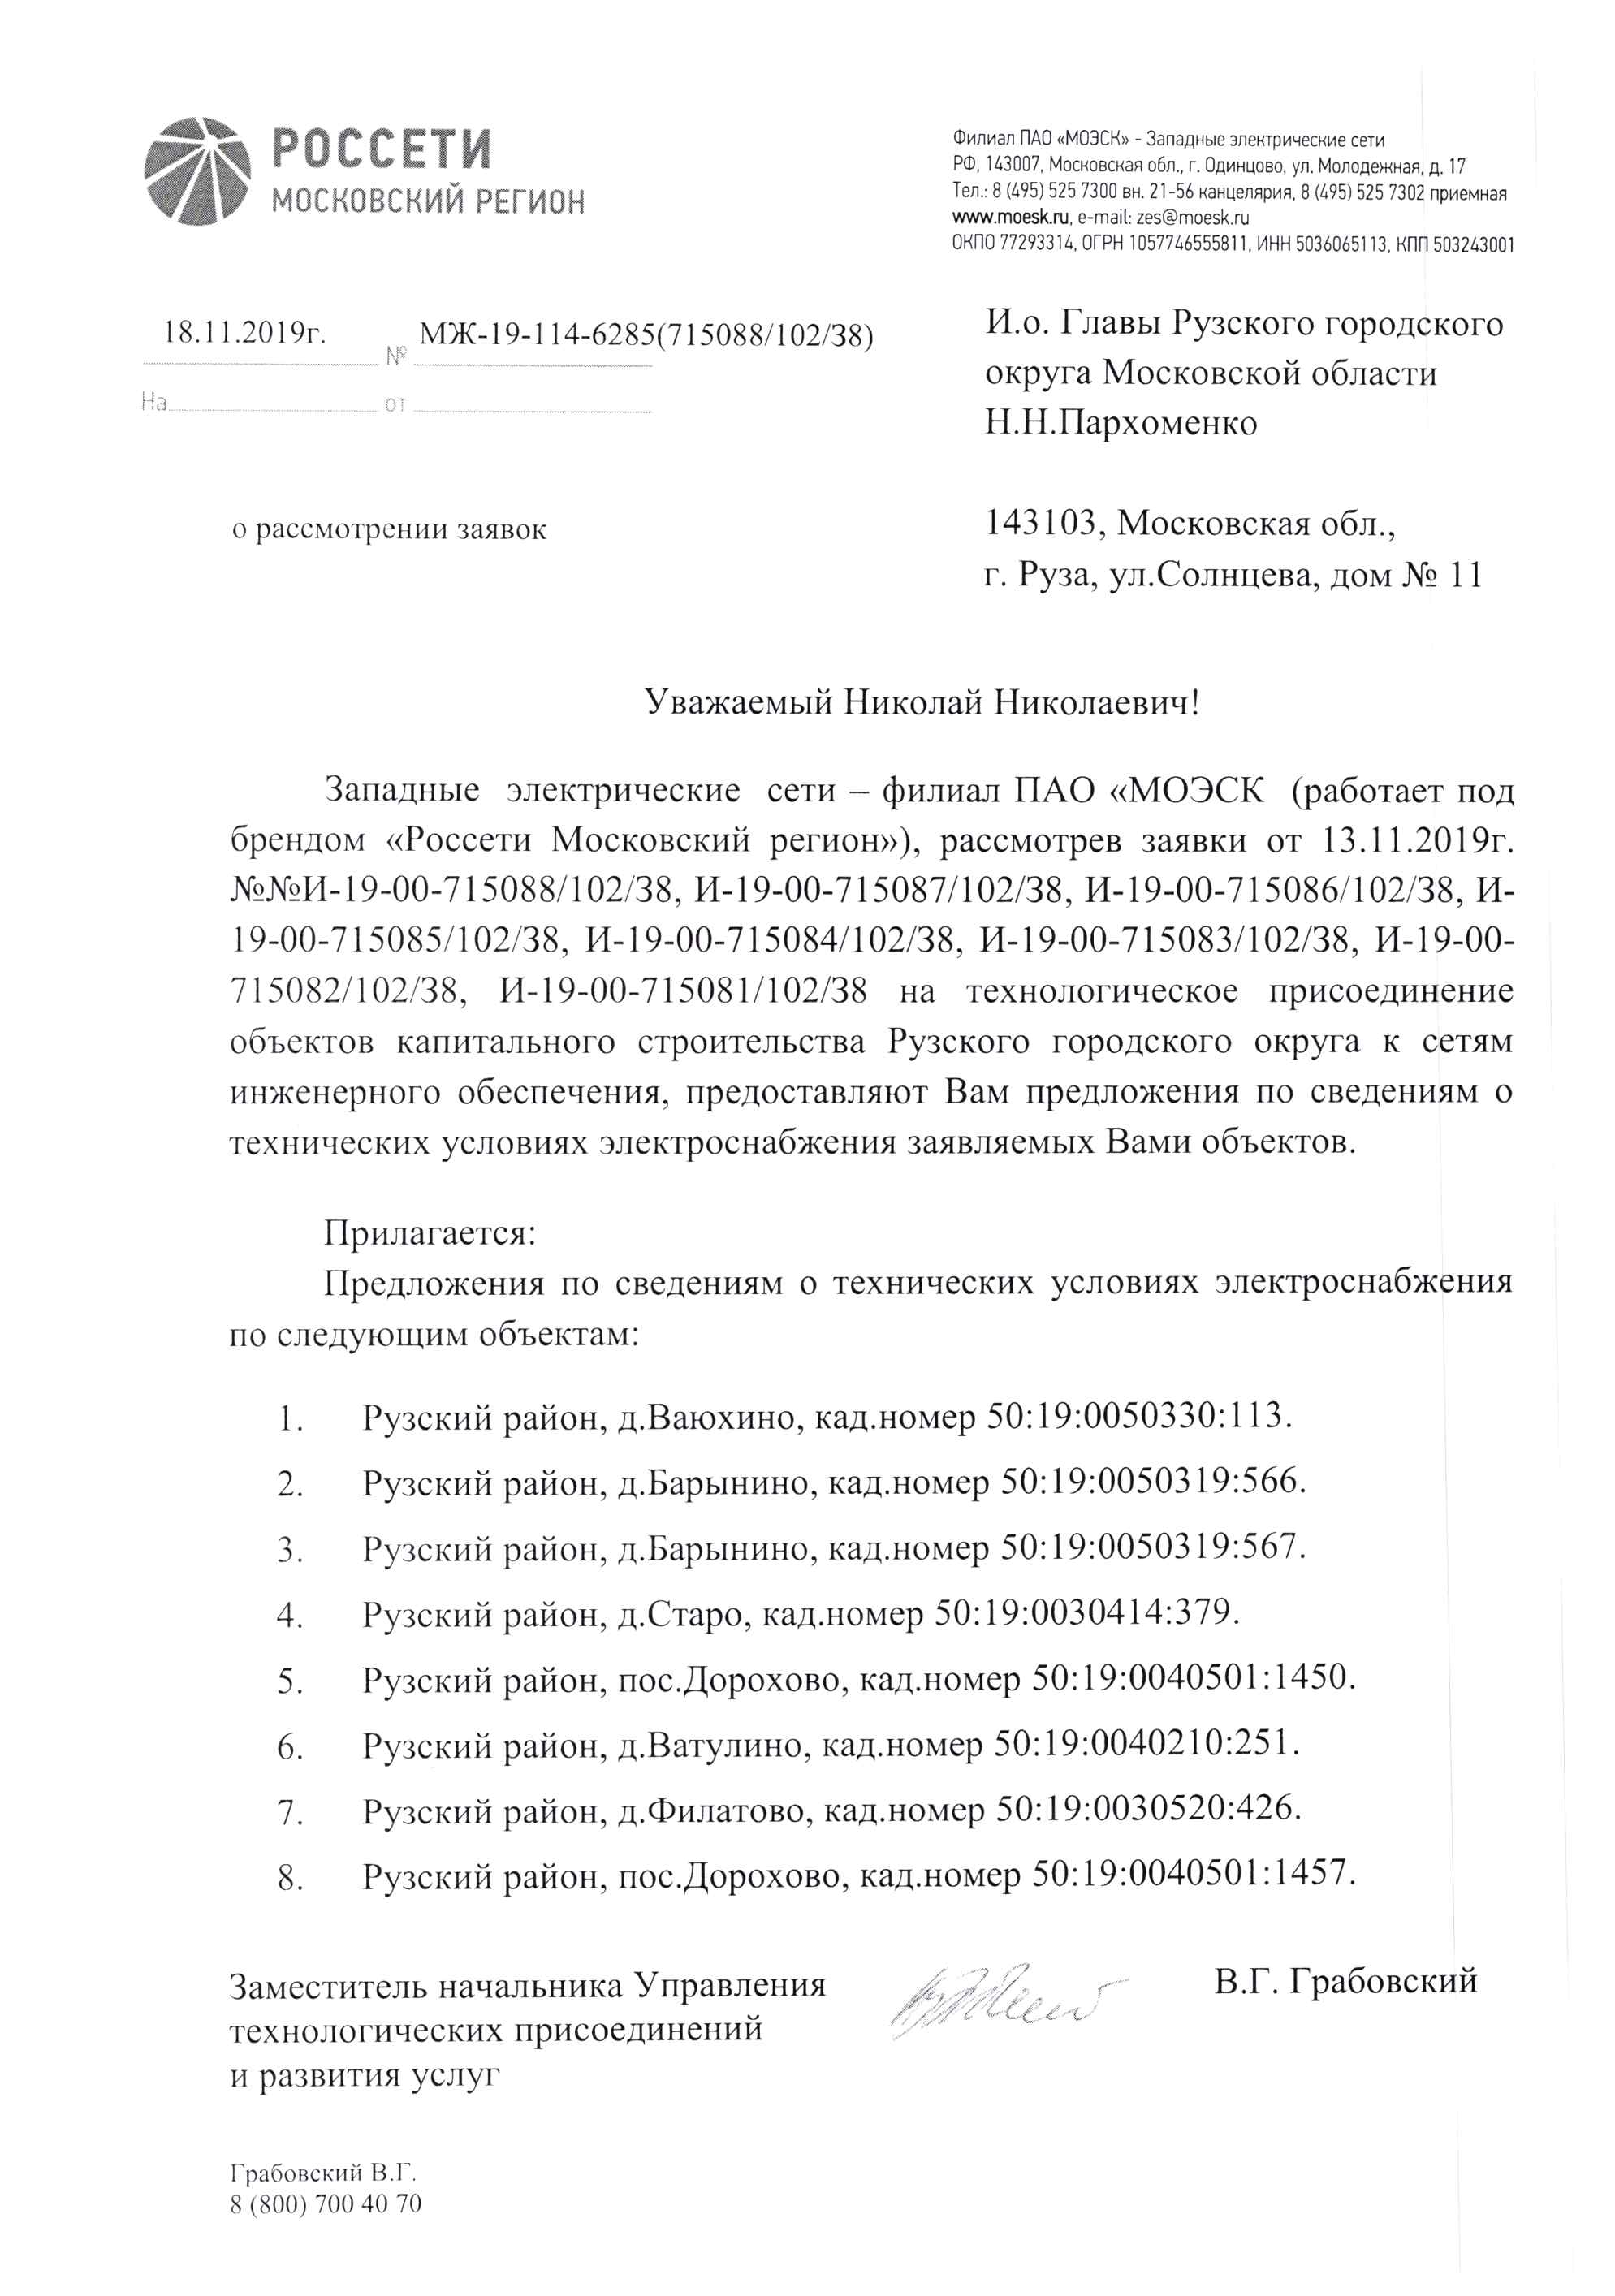 РОССЕТИ
МОСКОВСКИЙ РЕГИОН
Филиал ПАО «МОЭСК» - Западные электрические сети
РФ, 143007, Московская обл., г. Одинцово, ул. Молодежная, д. 17
Тел.: 8 (495) 525 7300 вн. 21-56 канцелярия, 8 (495) 525 7302 приемная
www.moesk.ru, e-mail: zes@moesk.ru
ОКПО 77293314, ОГРН 1057746555811, ИНН 5036065113, КПП 503243001
18.11.2019г. № МЖ-19-114-6285(715088/102/З8)
На от
И.о. Главы Рузского городского
округа Московской области
Н.Н.Пархоменко
о рассмотрении заявок
143103, Московская обл.,
г. Руза, ул.Солнцева, дом № 11
Уважаемый Николай Николаевич!
Западные электрические сети – филиал ПАО «МОЭСК (работает под
брендом «Россети Московский регион»), рассмотрев заявки от 13.11.2019г.
№№И-19-00-715088/102/З8, И-19-00-715087/102/З8, И-19-00-715086/102/З8, И-
19-00-715085/102/З8, И-19-00-715084/102/З8, И-19-00-715083/102/З8, И-19-00-
715082/102/З8, И-19-00-715081/102/З8 на технологическое присоединение
объектов капитального строительства Рузского городского округа к сетям
инженерного обеспечения, предоставляют Вам предложения по сведениям о
технических условиях электроснабжения заявляемых Вами объектов.
Прилагается:
Предложения по сведениям о технических условиях электроснабжения
по следующим объектам:
1. Рузский район, д.Ваюхино, кад.номер 50:19:0050330:113.
2. Рузский район, д.Барынино, кад.номер 50:19:0050319:566.
3. Рузский район, д.Барынино, кад.номер 50:19:0050319:567.
4. Рузский район, д.Старо, кад.номер 50:19:0030414:379.
5. Рузский район, пос.Дорохово, кад.номер 50:19:0040501:1450.
6. Рузский район, д.Ватулино, кад.номер 50:19:0040210:251.
7. Рузский район, д.Филатово, кад.номер 50:19:0030520:426.
8. Рузский район, пос.Дорохово, кад.номер 50:19:0040501:1457.
Заместитель начальника Управления
технологических присоединений
и развития услуг
В.Г. Грабовский
Грабовский В.Г.
8 (800) 700 40 70